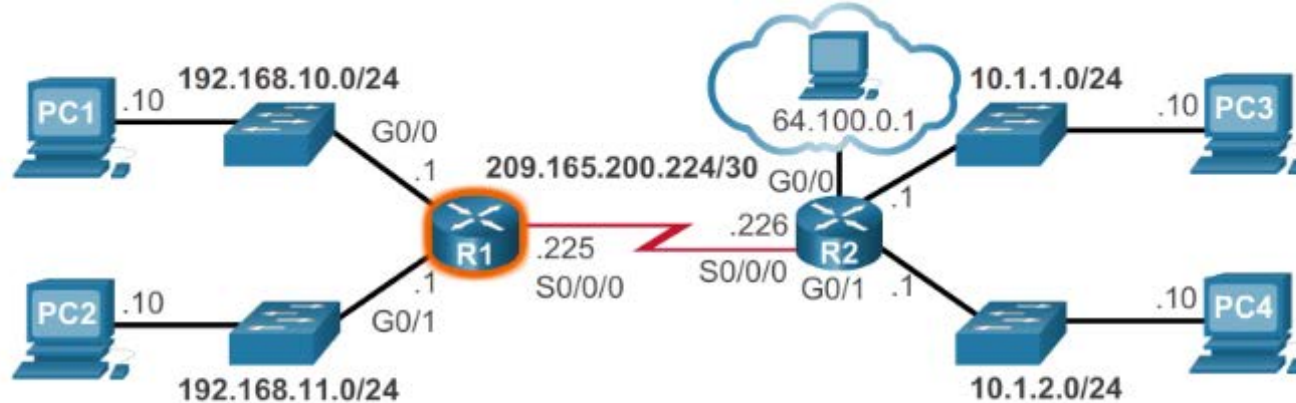 192.168.10.0/24
PC1
.10
G0/0
.1
R1
209.165.200.224/30
.225
S0/0/0
.1
G0/1
PC2
.10
192.168.11.0/24
64.100.0.1
G0/0
.226
S0/0/0
R2
G0/1
.1
10.1.1.0/24
.10
PC3
.1
.10
PC4
10.1.2.0/24